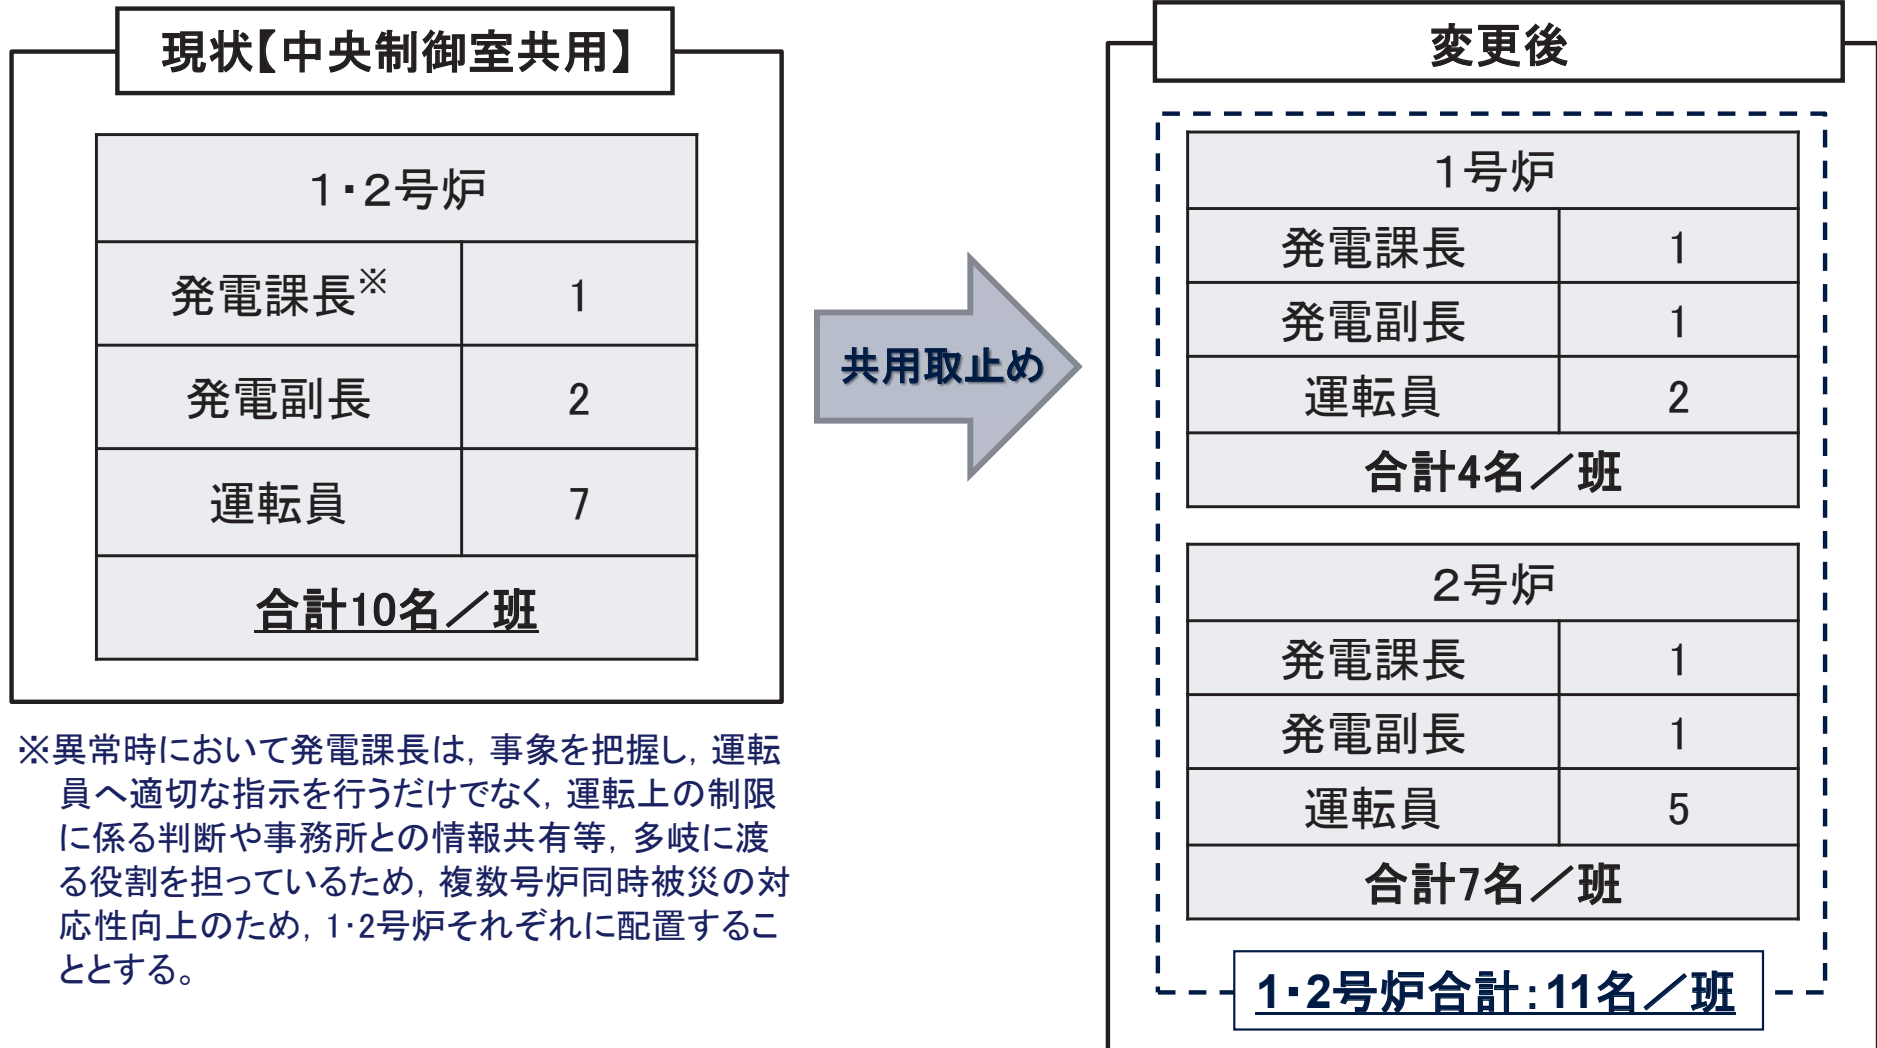 現状【中央制御室共用】
1・2号炉
発電課長※ 1
発電副長 2
運転員 7
合計10名／班
※異常時において発電課長は，事象を把握し，運転
員へ適切な指示を行うだけでなく，運転上の制限
に係る判断や事務所との情報共有等，多岐に渡
る役割を担っているため，複数号炉同時被災の対
応性向上のため，1・2号炉それぞれに配置するこ
ととする。
共用取止め
変更後
1号炉
発電課長 1
発電副長 1
運転員 2
合計4名／班
2号炉
発電課長 1
発電副長 1
運転員 5
合計7名／班
1・2号炉合計：11名／班